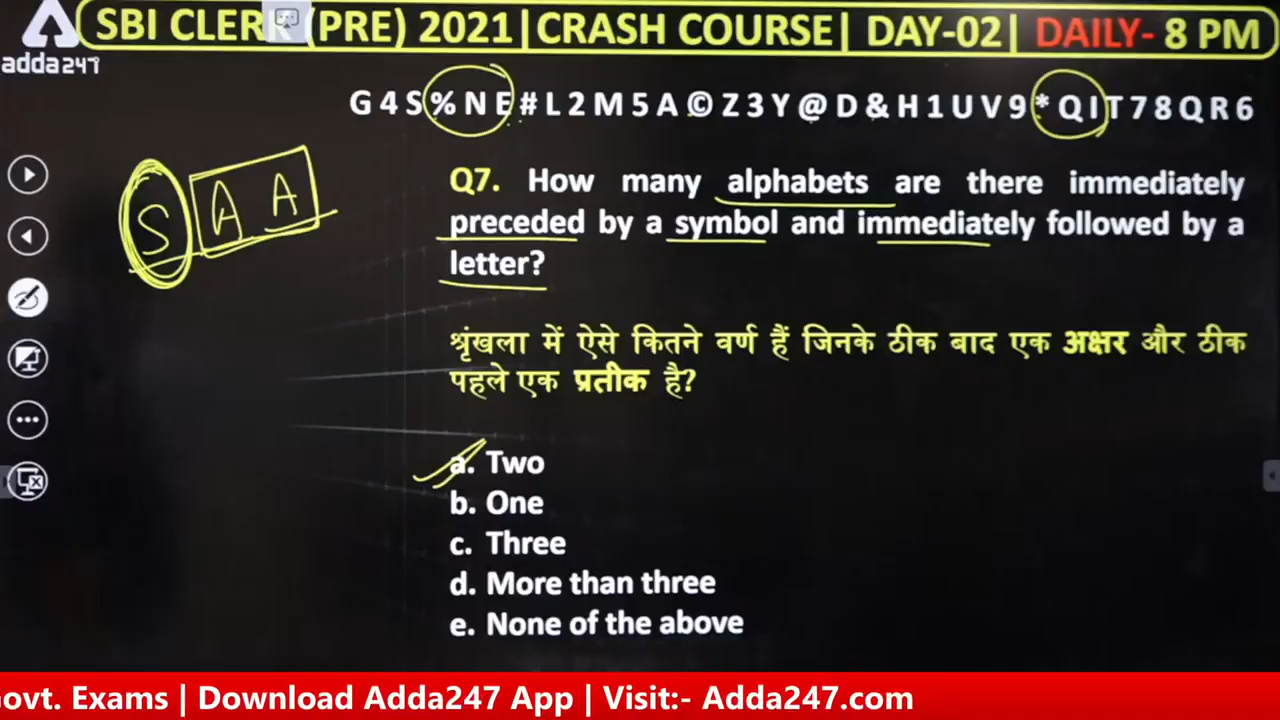 SBI CLERK (PRE) 2021|CRASH COURSE| DAY-02| DAILY- 8 PM
adda247
G 4 S % N E # L 2 M 5 A © Z 3 Y @ D & H 1 U V 9 * Q I T 7 8 Q R 6
S A A
Q7. How many alphabets are there immediately
preceded by a symbol and immediately followed by a
letter?
श्रृंखला में ऐसे कितने वर्ण हैं जिनके ठीक बाद एक अक्षर और ठीक
पहले एक प्रतीक है?
a. Two
b. One
c. Three
d. More than three
e. None of the above
ovt. Exams | Download Adda247 App | Visit:- Adda247.com